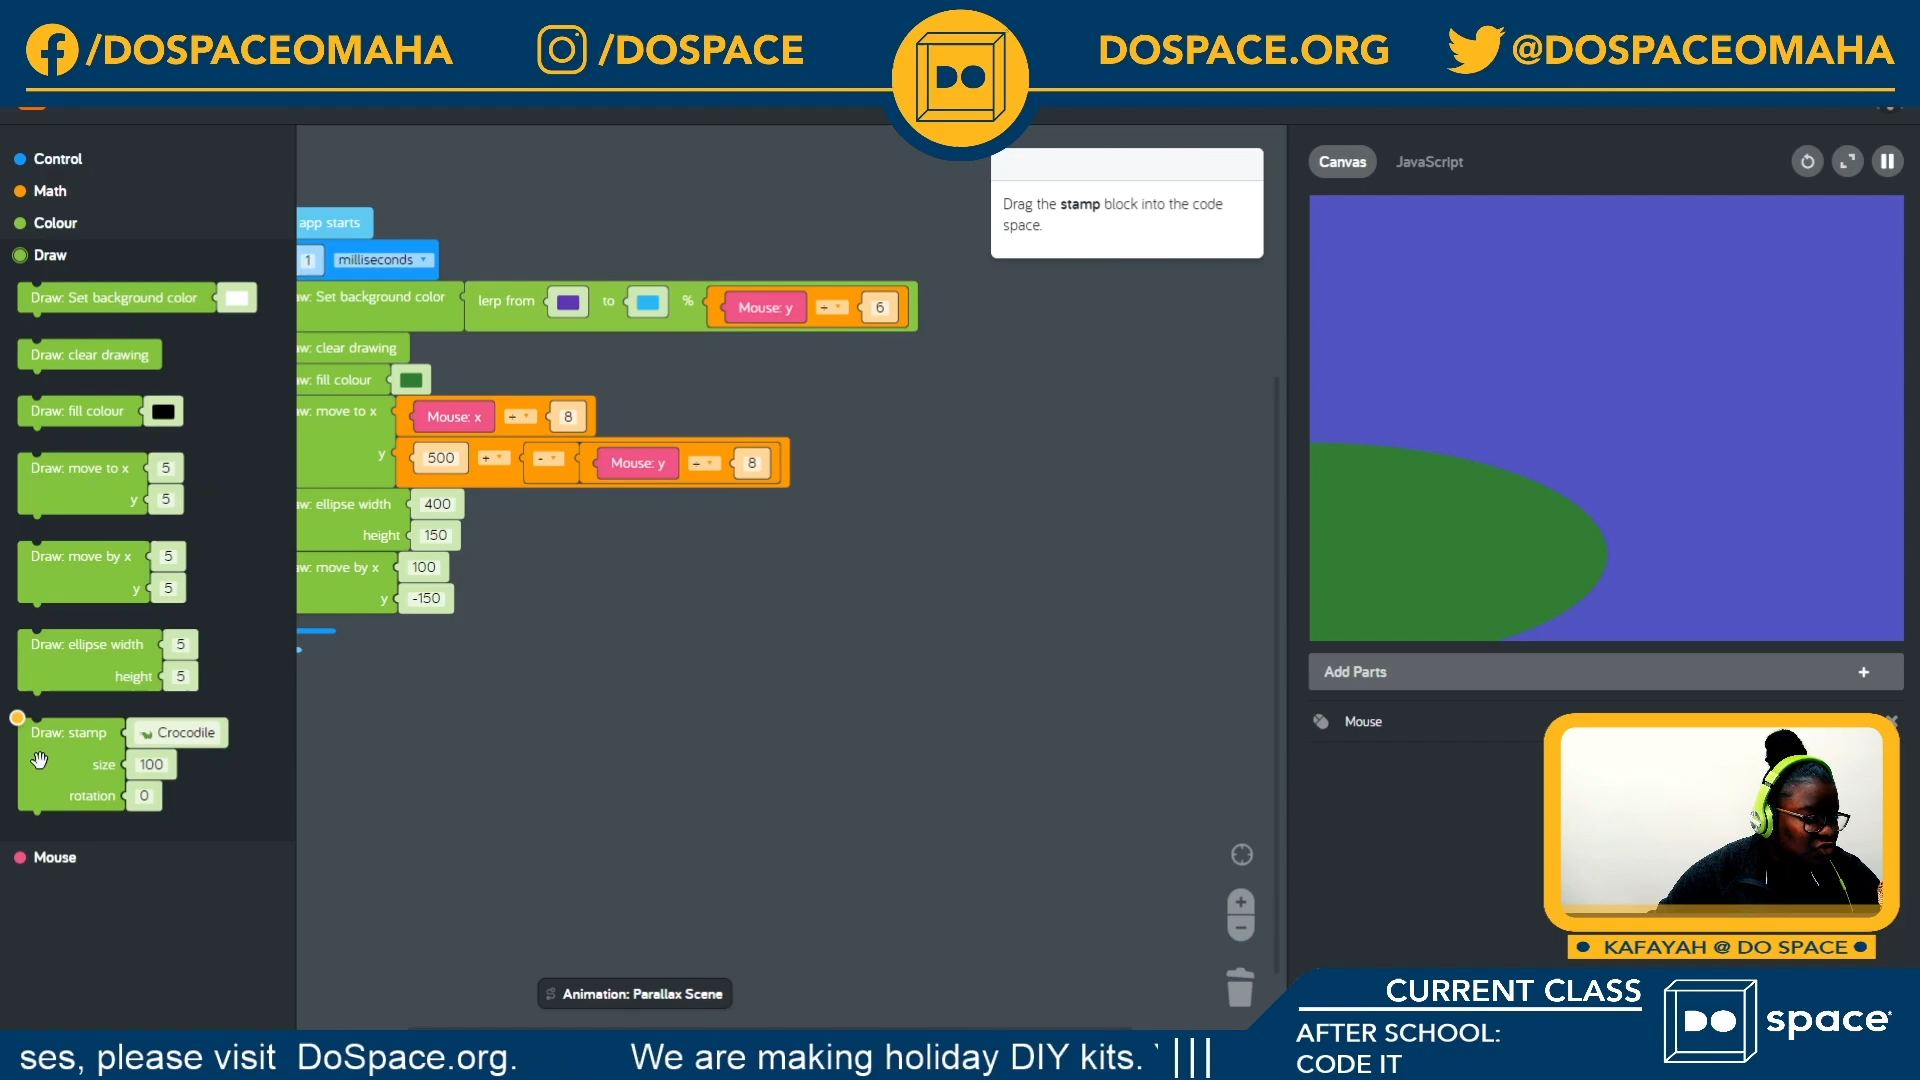 /DOSPACEOMAHA
/DOSPACE
DO
DOSPACE.ORG
@DOSPACEOMAHA
Control
Math
Colour
Draw
Draw: Set background color
Draw: clear drawing
Draw: fill colour
Draw: move to x 5
y 5
Draw: move by x 5
y 5
Draw: ellipse width 5
height 5
Draw: stamp Crocodile
size 100
rotation 0
Mouse
app starts
1 milliseconds
aw: Set background color lerp from to % Mouse: y ÷ 6
aw: clear drawing
aw: fill colour
aw: move to x Mouse: x ÷ 8
y 500 + - Mouse: y ÷ 8
aw: ellipse width 400
height 150
aw: move by x 100
y -150
Drag the stamp block into the code
space.
Animation: Parallax Scene
Canvas JavaScript
Add Parts +
Mouse
KAFAYAH @ DO SPACE
CURRENT CLASS
AFTER SCHOOL:
CODE IT
DO space
ses, please visit DoSpace.org. We are making holiday DIY kits.